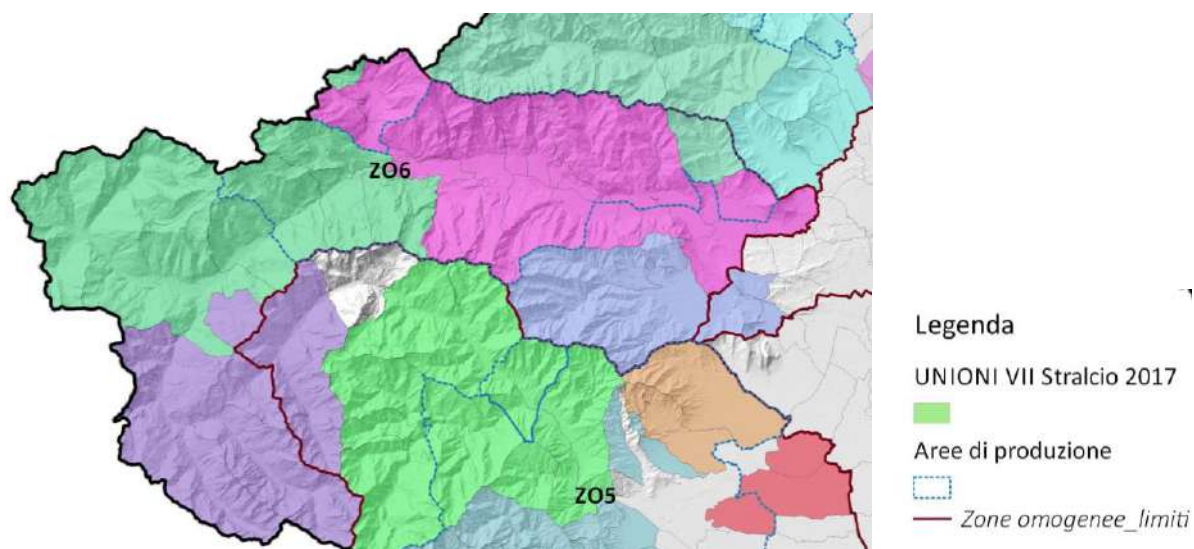 ZO6
ZO5
Legenda
UNIONI VII Stralcio 2017
Aree di produzione
Zone omogenee_limiti